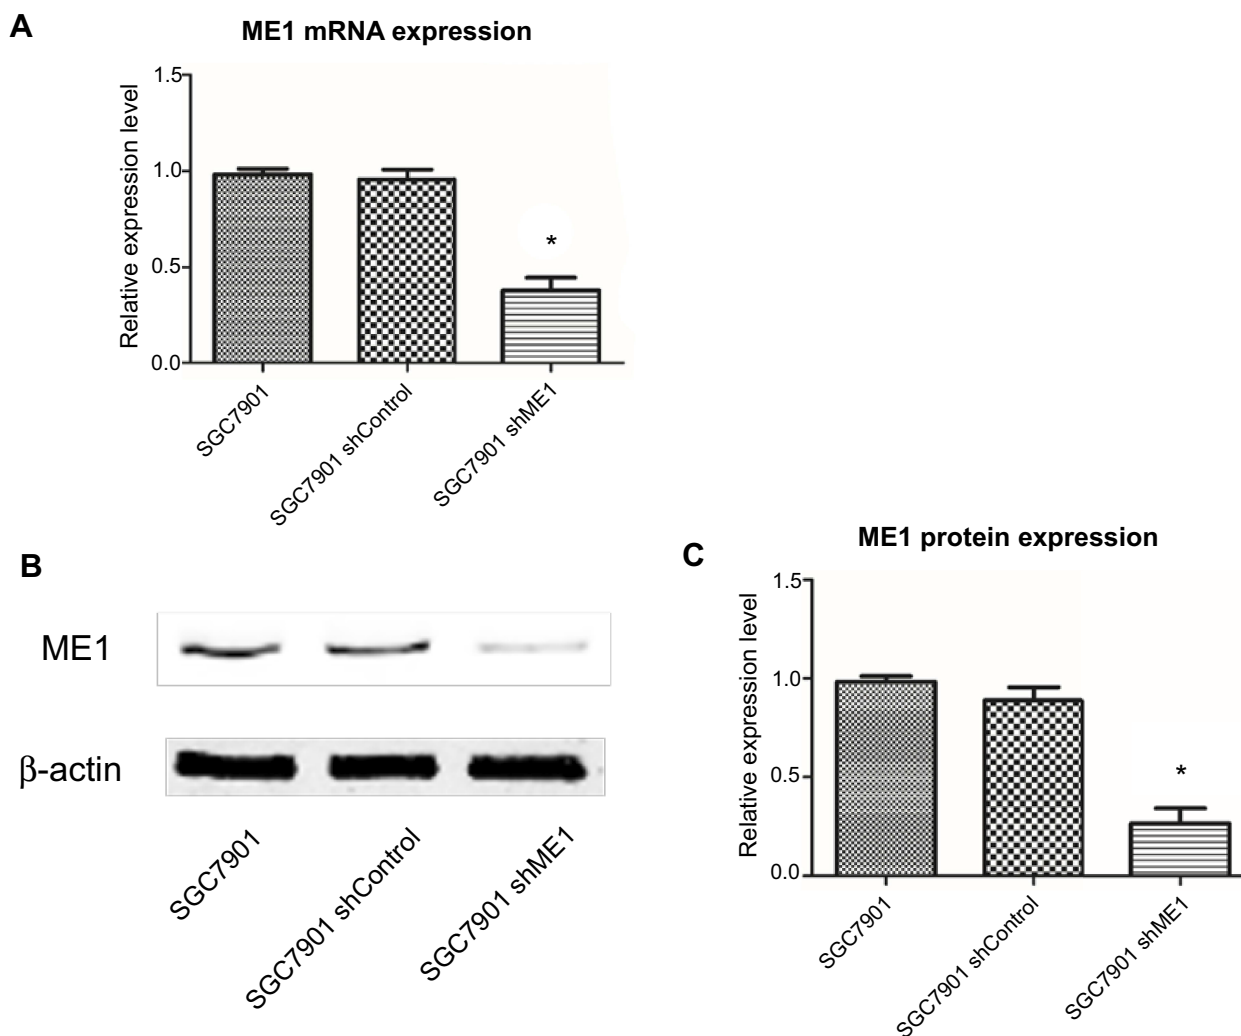 A
ME1 mRNA expression
Relative expression level
1.5
1.0
0.5
0.0
SGC7901
SGC7901 shControl
SGC7901 shME1
*
B
ME1
β-actin
SGC7901
SGC7901 shControl
SGC7901 shME1
C
ME1 protein expression
Relative expression level
1.5
1.0
0.5
0.0
SGC7901
SGC7901 shControl
SGC7901 shME1
*